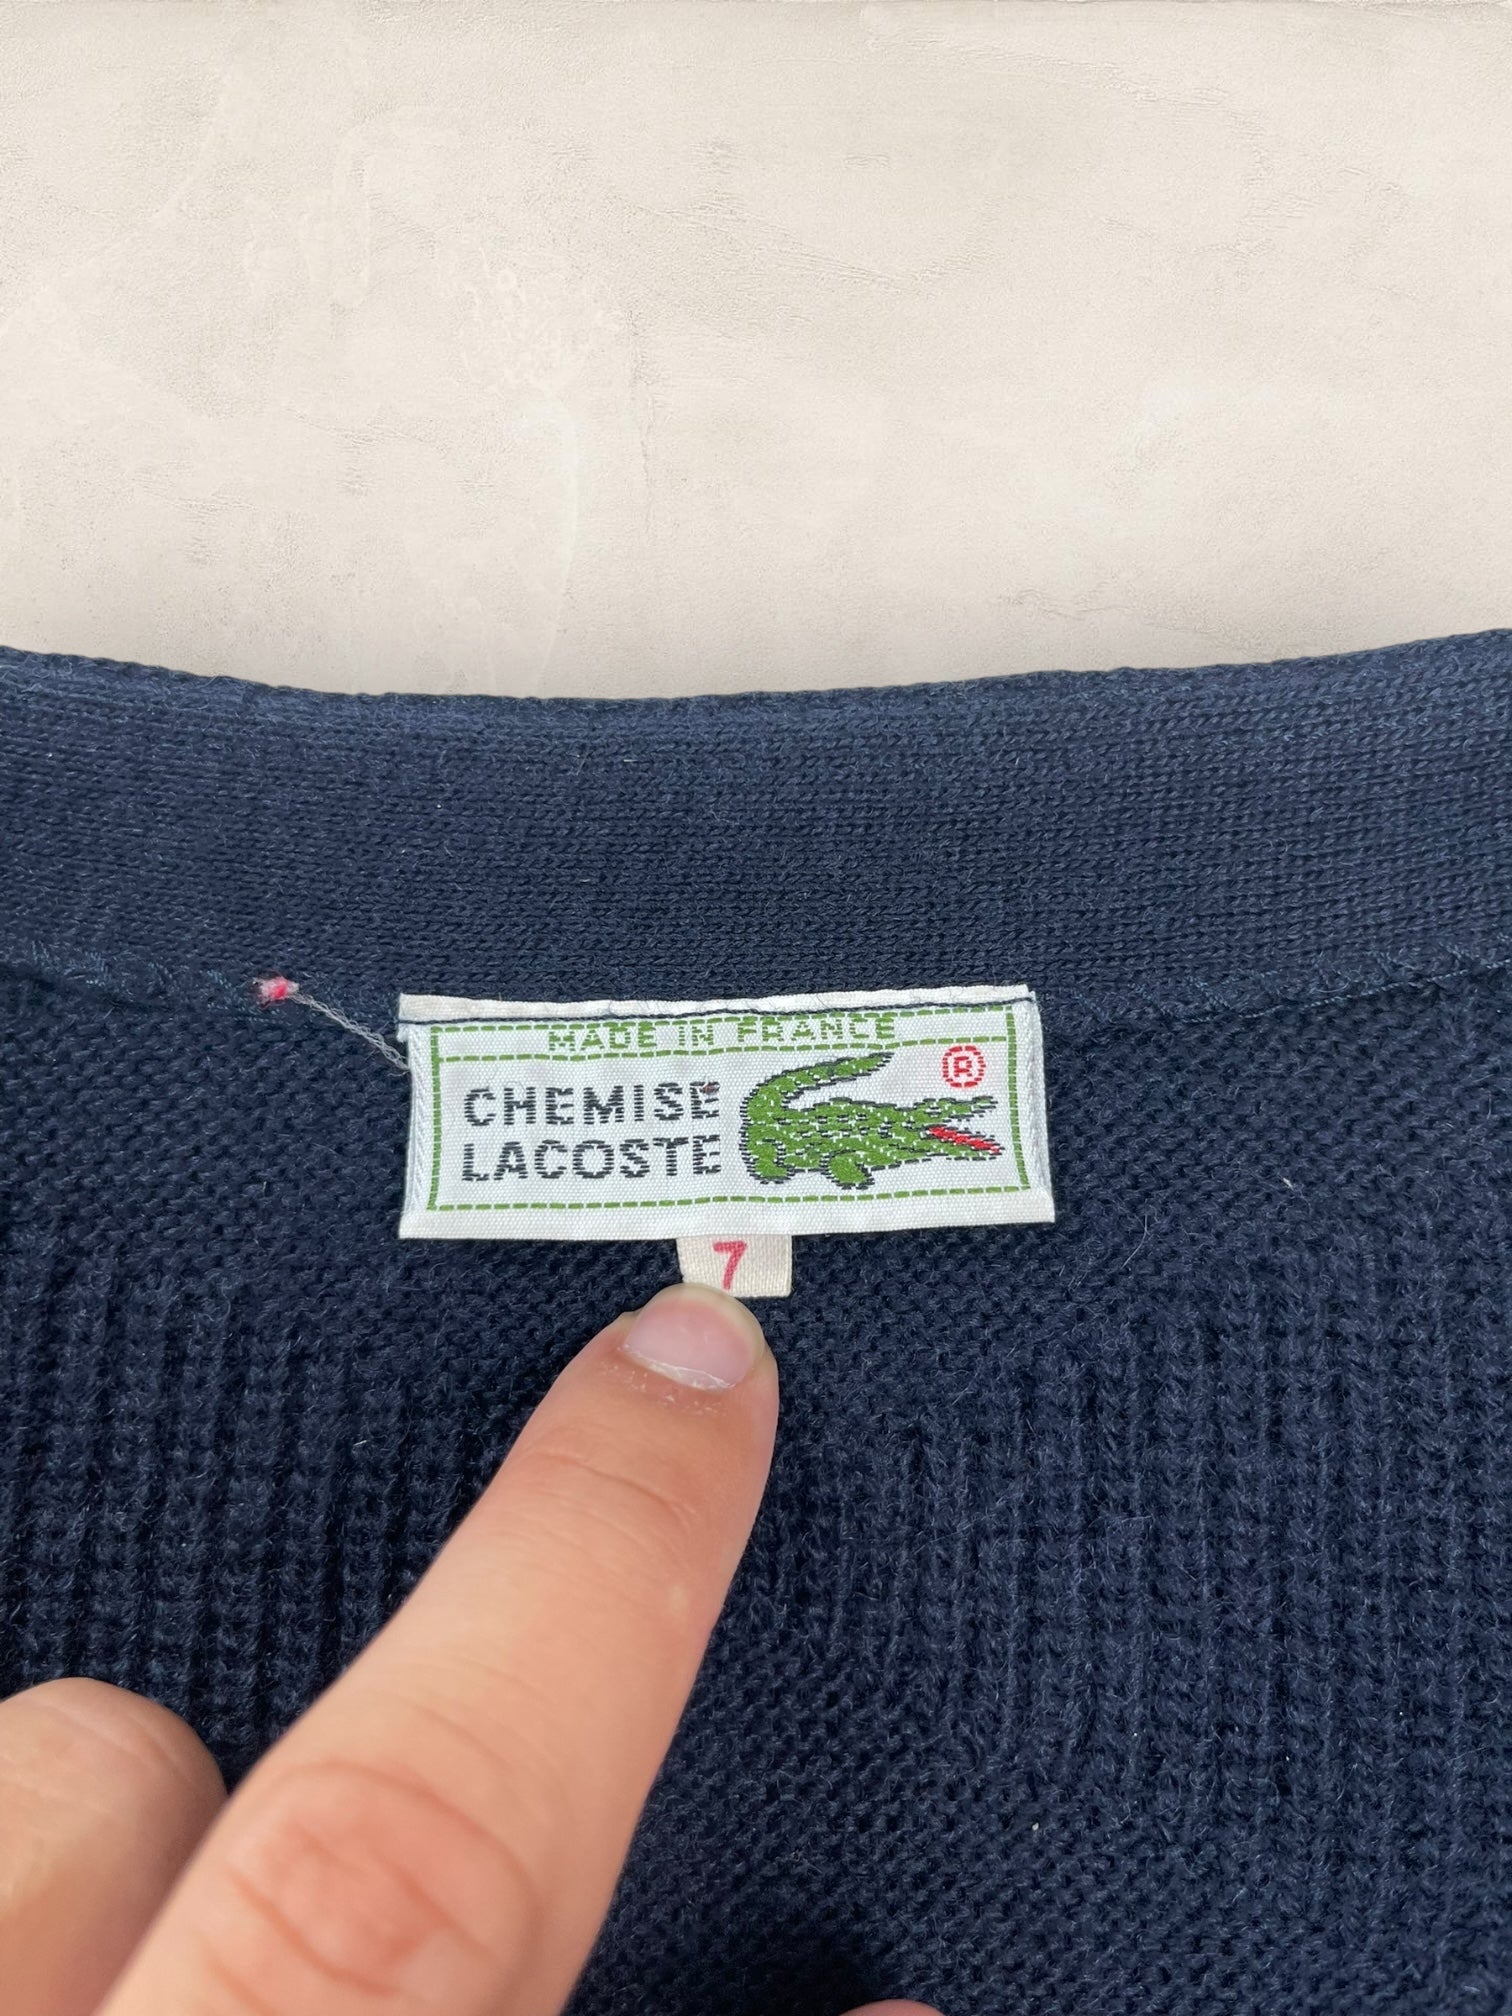 MADE IN FRANCE
CHEMISE
LACOSTE
®
7